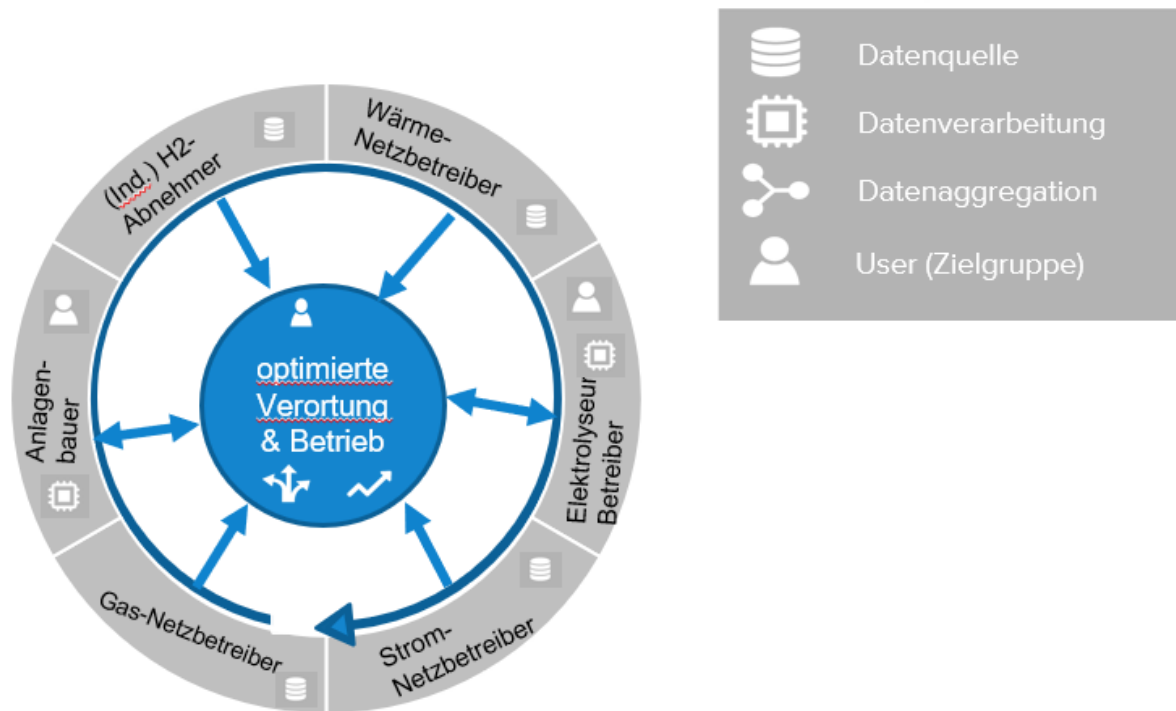 (Ind.) H2-
Abnehmer
Wärme-
Netzbetreiber
Anlagen-
bauer
optimierte
Verortung
& Betrieb
Elektrolyseur
Betreiber
Gas-Netzbetreiber
Strom-
Netzbetreiber
Datenquelle
Datenverarbeitung
Datenaggregation
User (Zielgruppe)